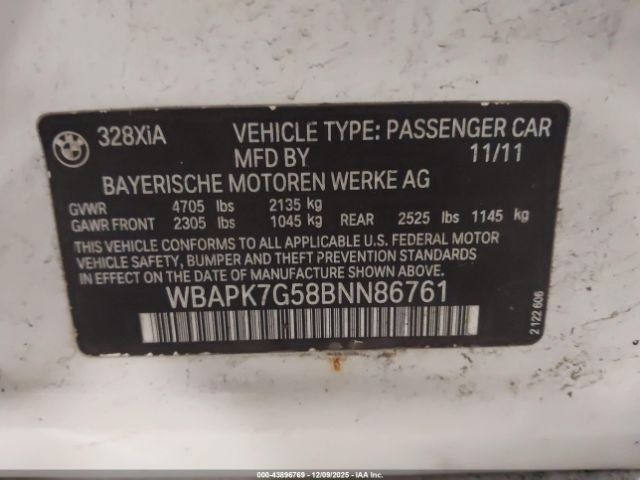 BMW
328XiA VEHICLE TYPE: PASSENGER CAR
MFD BY 11/11
BAYERISCHE MOTOREN WERKE AG
GVWR 4705 lbs 2135 kg
GAWR FRONT 2305 lbs 1045 kg REAR 2525 lbs 1145 kg
THIS VEHICLE CONFORMS TO ALL APPLICABLE U.S. FEDERAL MOTOR
VEHICLE SAFETY, BUMPER AND THEFT PREVENTION STANDARDS
IN EFFECT ON THE DATE OF MANUFACTURE SHOWN ABOVE.
WBAPK7G58BNN86761
2 122 606
000-43896769 - 12/09/2025 - IAA Inc.